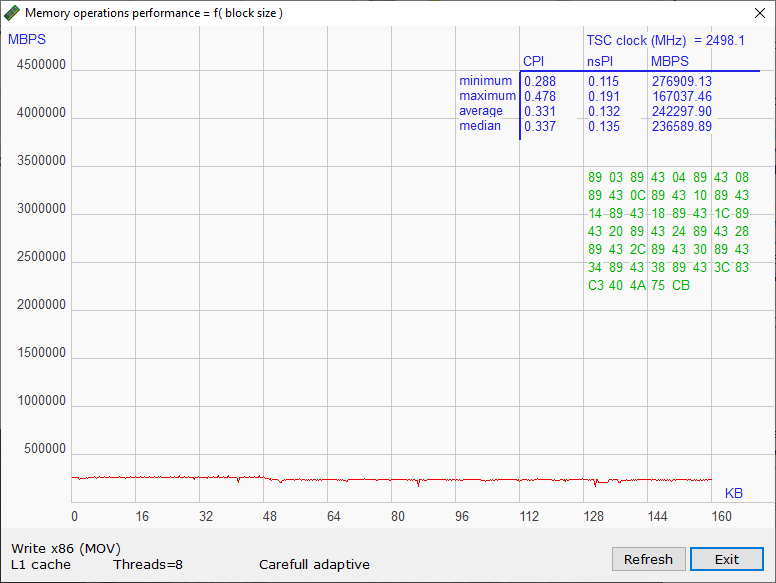 Memory operations performance = f( block size )
MBPS
TSC clock (MHz) = 2498.1
CPI nsPI MBPS
minimum 0.288 0.115 276909.13
maximum 0.478 0.191 167037.46
average 0.331 0.132 242297.90
median 0.337 0.135 236589.89
4500000
4000000
3500000
3000000
2500000
2000000
1500000
1000000
500000
89 03 89 43 04 89 43 08
89 43 0C 89 43 10 89 43
14 89 43 18 89 43 1C 89
43 20 89 43 24 89 43 28
89 43 2C 89 43 30 89 43
34 89 43 38 89 43 3C 83
C3 40 4A 75 CB
KB
0 16 32 48 64 80 96 112 128 144 160
Write x86 (MOV)
L1 cache Threads=8 Carefull adaptive
Refresh Exit